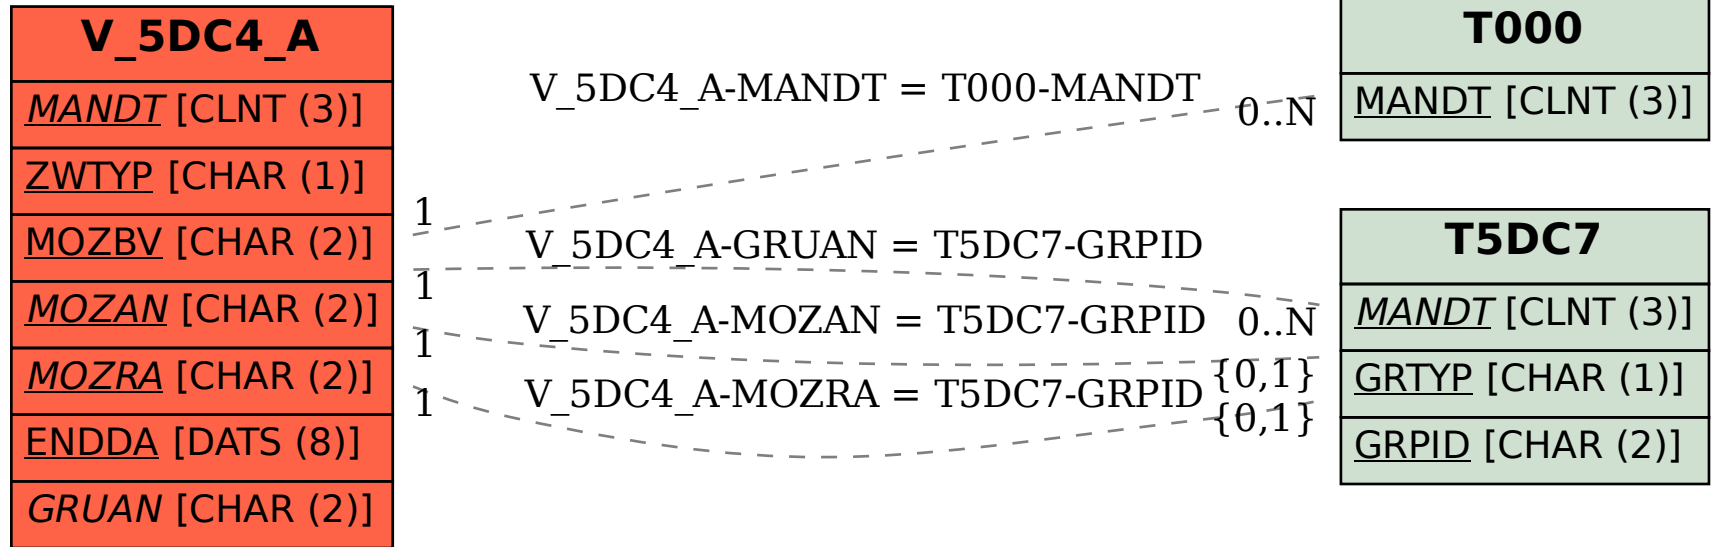 V_5DC4_A
MANDT [CLNT (3)]
ZWTYP [CHAR (1)]
MOZBV [CHAR (2)]
MOZAN [CHAR (2)]
MOZRA [CHAR (2)]
ENDDA [DATS (8)]
GRUAN [CHAR (2)]
V_5DC4_A-MANDT = T000-MANDT
0..N
1
V_5DC4_A-GRUAN = T5DC7-GRPID
1
V_5DC4_A-MOZAN = T5DC7-GRPID
0..N
1
{0,1}
V_5DC4_A-MOZRA = T5DC7-GRPID
1
{0,1}
T000
MANDT [CLNT (3)]
T5DC7
MANDT [CLNT (3)]
GRTYP [CHAR (1)]
GRPID [CHAR (2)]